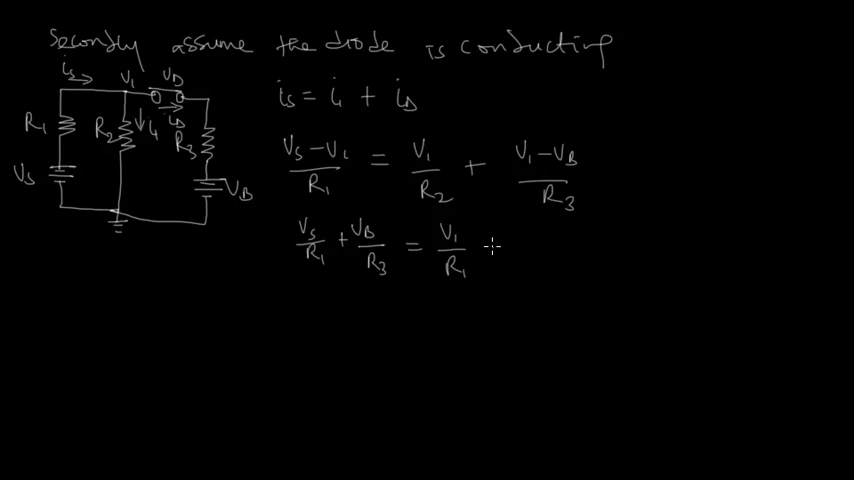 Secondly assume the diode is conducting
is V1 VD
R1 R2 i1 iD R3
VS VB
is = i1 + iD
VS - V1 / R1 = V1 / R2 + V1 - VB / R3
VS / R1 + VB / R3 = V1 / R1